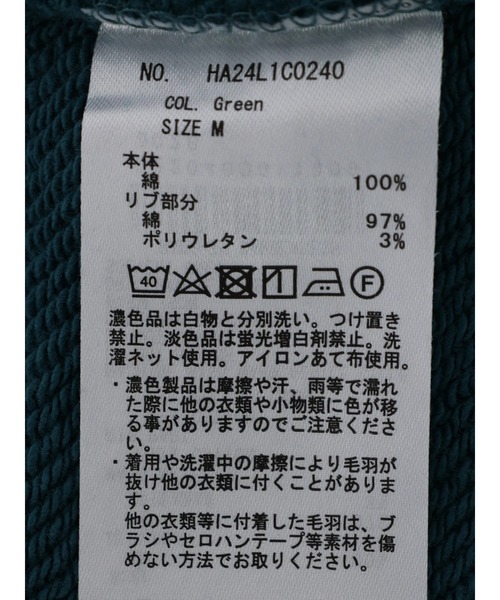 NO. HA24L1C0240
COL. Green
SIZE M
本体
綿 100%
リブ部分
綿 97%
ポリウレタン 3%
40 F
濃色品は白物と分別洗い。つけ置き
禁止。淡色品は蛍光増白剤禁止。洗
濯ネット使用。アイロンあて布使用。
・濃色製品は摩擦や汗、雨等で濡れ
た際に他の衣類や小物類に色が移
る事がありますのでご注意くださ
い。
・着用や洗濯中の摩擦により毛羽が
抜け他の衣類に付くことがありま
す。
他の衣類等に付着した毛羽は、ブ
ラシやセロハンテープ等素材を傷
めない方法でお取りください。